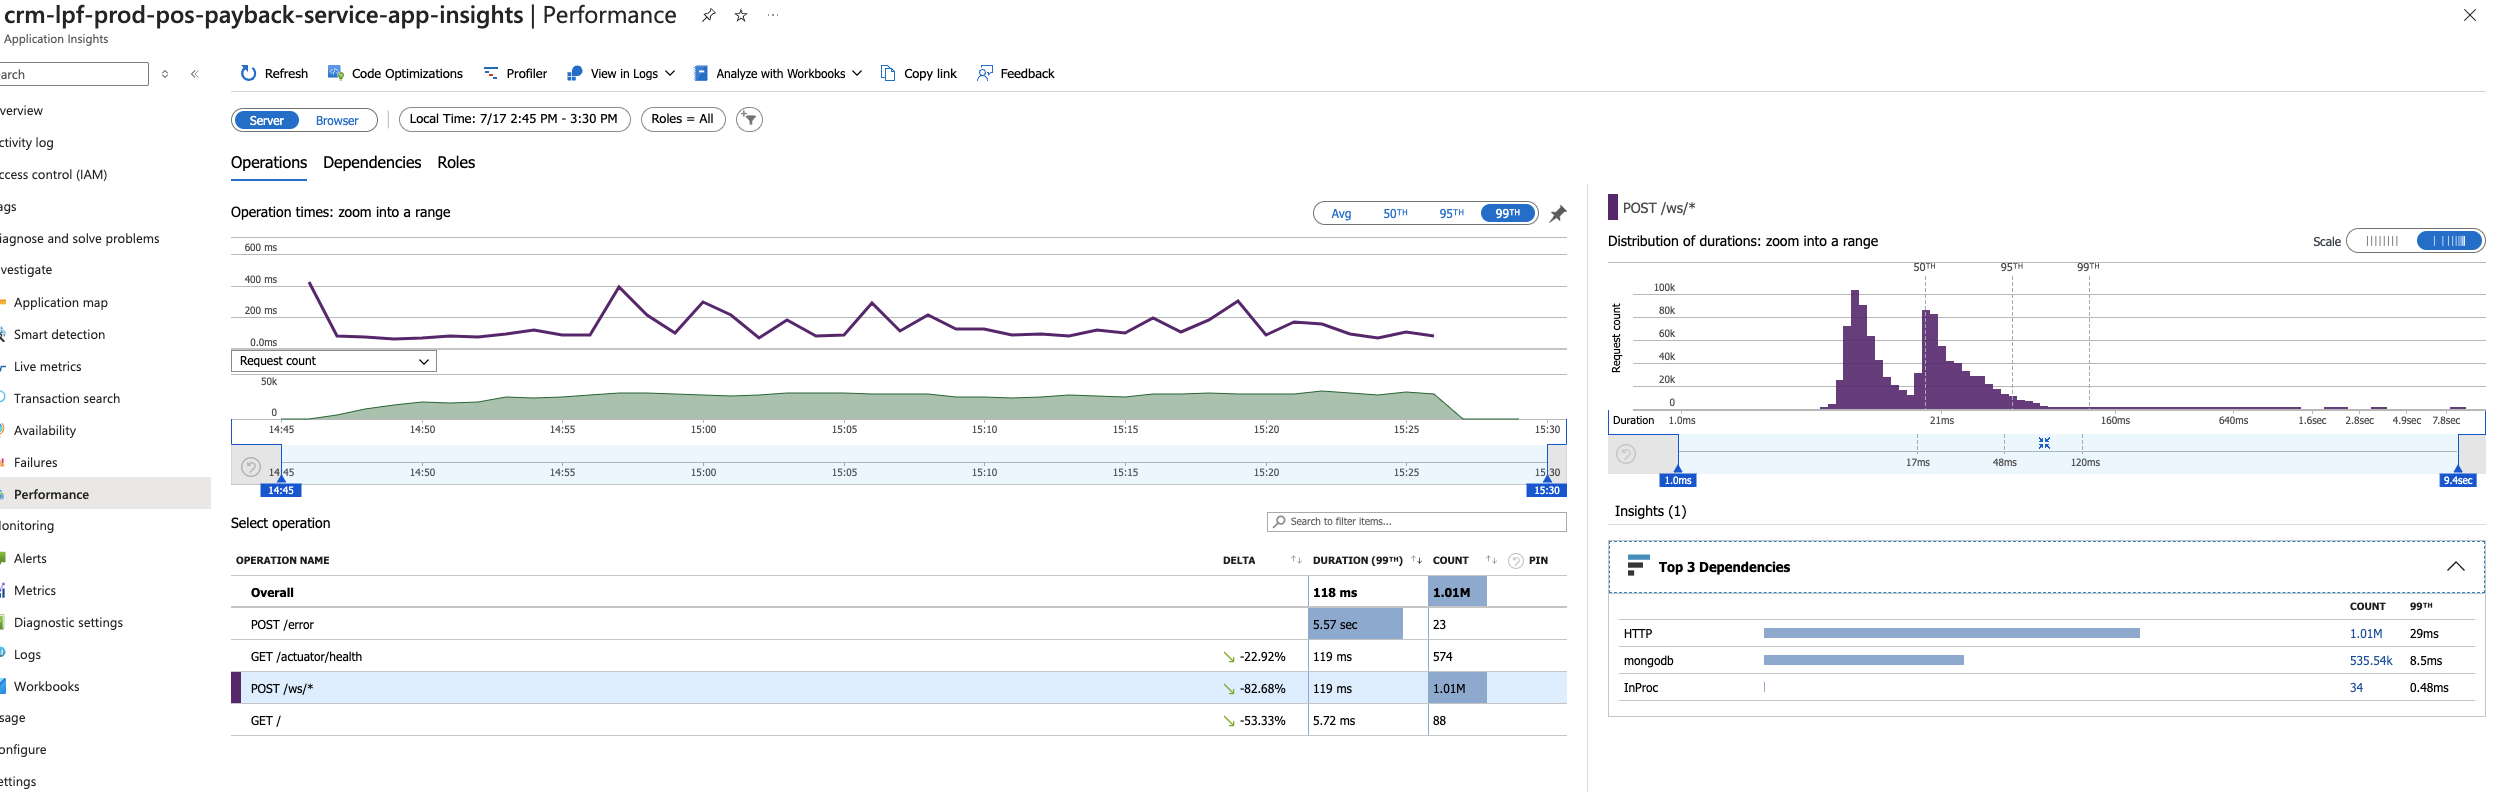 crm-lpf-prod-pos-payback-service-app-insights | Performance
Application Insights
arch
Refresh
Code Optimizations
Profiler
View in Logs
Analyze with Workbooks
Copy link
Feedback
verview
ctivity log
ccess control (IAM)
ags
iagnose and solve problems
vestigate
Application map
Smart detection
Live metrics
Transaction search
Availability
Failures
Performance
onitoring
Alerts
Metrics
Diagnostic settings
Logs
Workbooks
sage
onfigure
ettings
Server
Browser
Local Time: 7/17 2:45 PM - 3:30 PM
Roles = All
Operations Dependencies Roles
Operation times: zoom into a range
Avg 50TH 95TH 99TH
600 ms
400 ms
200 ms
0.0ms
Request count
50k
0
14:45 14:50 14:55 15:00 15:05 15:10 15:15 15:20 15:25 15:30
14:45 14:50 14:55 15:00 15:05 15:10 15:15 15:20 15:25 15:30
14:45 15:30
Select operation
Search to filter items...
OPERATION NAME DELTA DURATION (99TH) COUNT PIN
Overall 118 ms 1.01M
POST /error 5.57 sec 23
GET /actuator/health -22.92% 119 ms 574
POST /ws/* -82.68% 119 ms 1.01M
GET / -53.33% 5.72 ms 88
POST /ws/*
Distribution of durations: zoom into a range
Scale
50TH 95TH 99TH
Request count
100k
80k
60k
40k
20k
0
Duration 1.0ms 21ms 160ms 640ms 1.6sec 2.8sec 4.9sec 7.8sec
17ms 48ms 120ms
1.0ms 9.4sec
Insights (1)
Top 3 Dependencies
COUNT 99TH
HTTP 1.01M 29ms
mongodb 535.54k 8.5ms
InProc 34 0.48ms